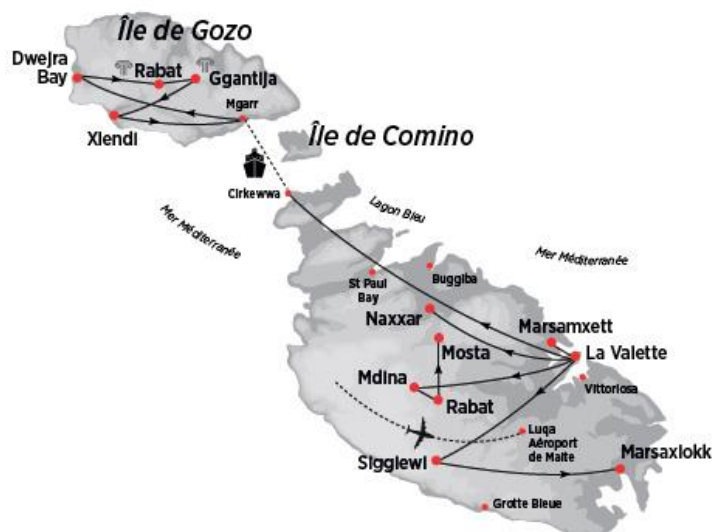 Île de Gozo
Dwejra
Bay
Rabat
Ggantija
Mgarr
Xlendi
Île de Comino
Cirkewwa
Lagon Bleu
Mer Méditerranée
Mer Méditerranée
St Paul
Bay
Buggiba
Naxxar
Marsamxett
Mosta
La Valette
Mdina
Vittoriosa
Rabat
Luqa
Aéroport
de Malte
Siggiewi
Marsaxlokk
Grotte Bleue